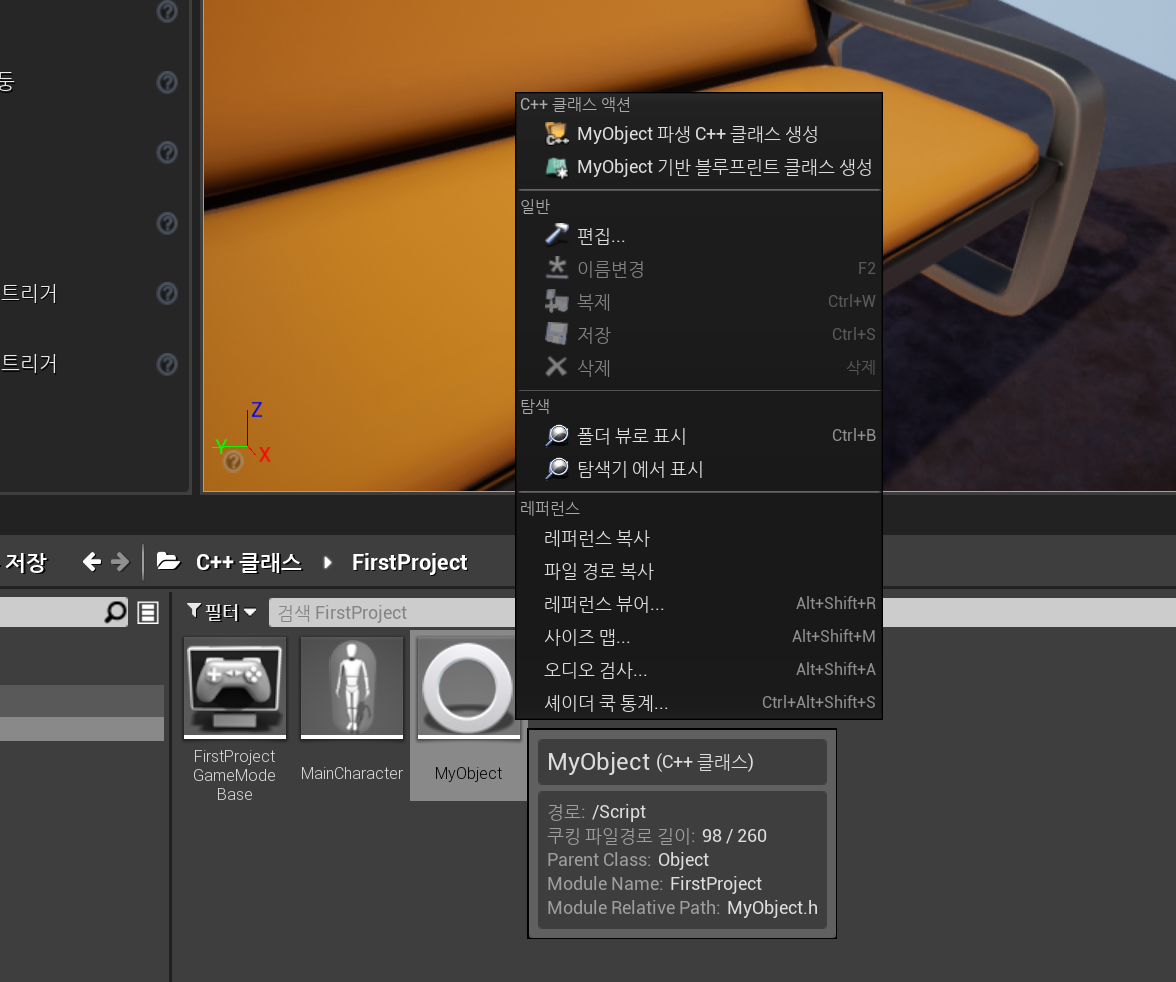 둥
트리거
트리거
Z
Y
X
C++ 클래스 액션
MyObject 파생 C++ 클래스 생성
MyObject 기반 블루프린트 클래스 생성
일반
편집...
이름변경 F2
복제 Ctrl+W
저장 Ctrl+S
삭제 삭제
탐색
폴더 뷰로 표시 Ctrl+B
탐색기 에서 표시
레퍼런스
레퍼런스 복사
파일 경로 복사
레퍼런스 뷰어... Alt+Shift+R
사이즈 맵... Alt+Shift+M
오디오 검사... Alt+Shift+A
셰이더 쿡 통계... Ctrl+Alt+Shift+S
저장 C++ 클래스 FirstProject
필터 검색 FirstProject
FirstProject
GameMode
Base
MainCharacter
MyObject
MyObject (C++ 클래스)
경로: /Script
쿠킹 파일경로 길이: 98 / 260
Parent Class: Object
Module Name: FirstProject
Module Relative Path: MyObject.h